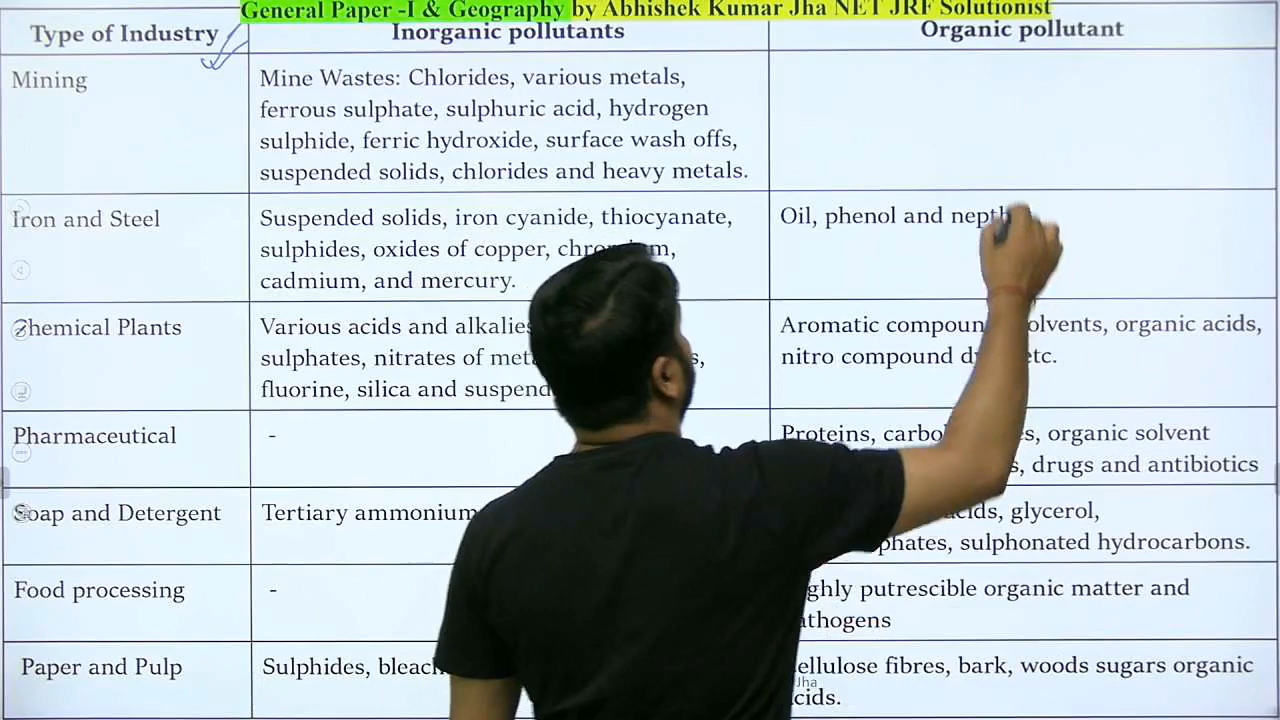 General Paper -I & Geography by Abhishek Kumar Jha NET JRF Solutionist
Type of Industry
Inorganic pollutants
Organic pollutant
Mining
Mine Wastes: Chlorides, various metals,
ferrous sulphate, sulphuric acid, hydrogen
sulphide, ferric hydroxide, surface wash offs,
suspended solids, chlorides and heavy metals.
Iron and Steel
Suspended solids, iron cyanide, thiocyanate,
sulphides, oxides of copper,
cadmium, and mercury.
Oil, phenol and
Chemical Plants
Various acids and alkalies
sulphates, nitrates of
fluorine, silica and
Aromatic solvents, organic acids,
nitro compound etc.
Pharmaceutical
-
Proteins, organic solvent
drugs and antibiotics
Soap and Detergent
Tertiary ammonium
glycerol,
sulphonated hydrocarbons.
Food processing
-
putrescible organic matter and
Paper and Pulp
Sulphides,
fibres, bark, woods sugars organic
Jha